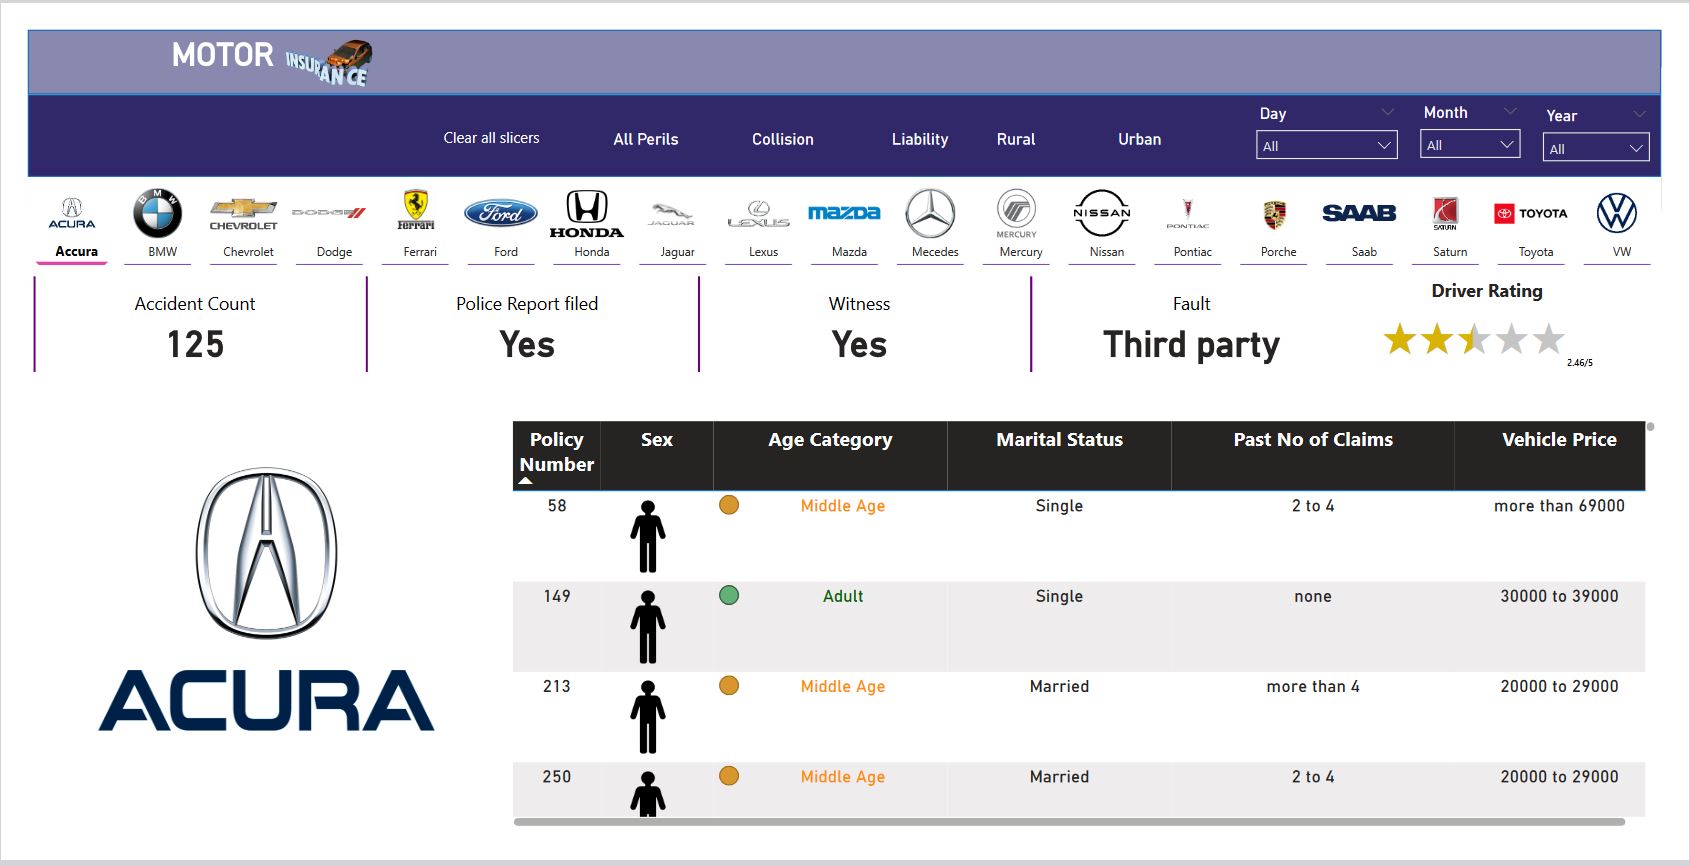 MOTOR INSURANCE
Clear all slicers All Perils Collision Liability Rural Urban
Day Month Year
All All All
ACURA BMW CHEVROLET DODGE Ferrari Ford HONDA JAGUAR LEXUS mazda MERCURY NISSAN PONTIAC SAAB SATURN TOYOTA
Accura BMW Chevrolet Dodge Ferrari Ford Honda Jaguar Lexus Mazda Mecedes Mercury Nissan Pontiac Porche Saab Saturn Toyota VW
Accident Count Police Report filed Witness Fault Driver Rating
125 Yes Yes Third party
2.46/5
Policy Number Sex Age Category Marital Status Past No of Claims Vehicle Price
58 Middle Age Single 2 to 4 more than 69000
149 Adult Single none 30000 to 39000
213 Middle Age Married more than 4 20000 to 29000
250 Middle Age Married 2 to 4 20000 to 29000
ACURA